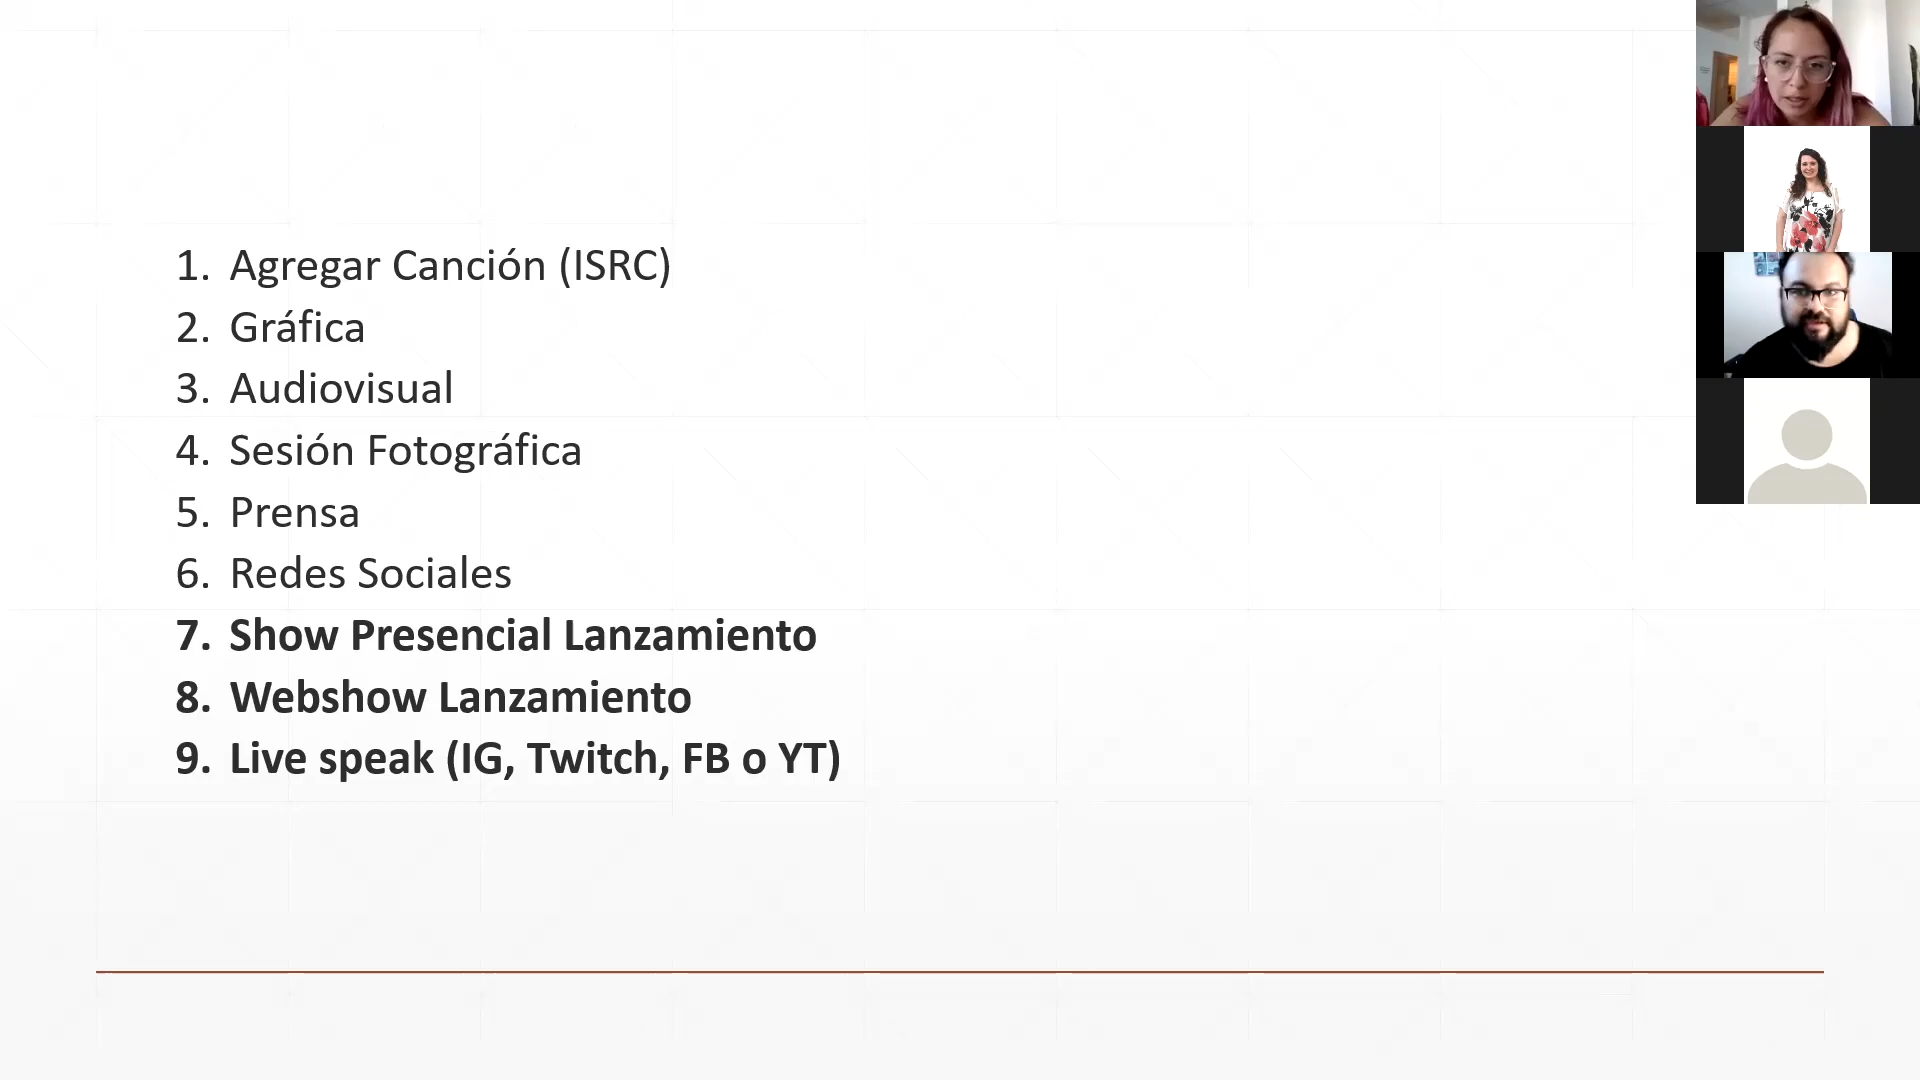 1. Agregar Canción (ISRC)
2. Gráfica
3. Audiovisual
4. Sesión Fotográfica
5. Prensa
6. Redes Sociales
7. Show Presencial Lanzamiento
8. Webshow Lanzamiento
9. Live speak (IG, Twitch, FB o YT)